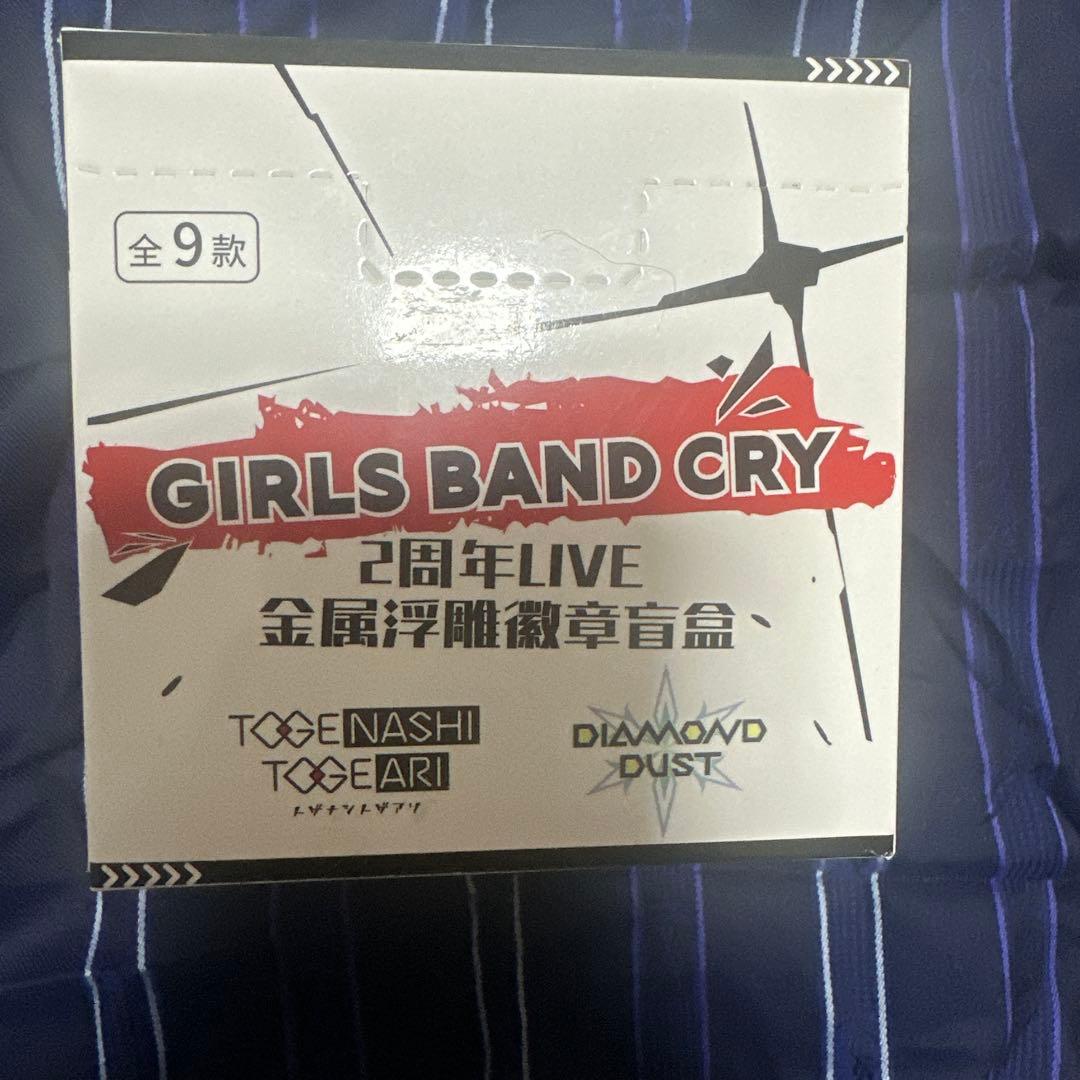 全9款
GIRLS BAND CRY
2周年LIVE
金属浮雕徽章盲盒
TOGENASHI
TOGEARI
トゲナシトゲアリ
DIAMOND
DUST